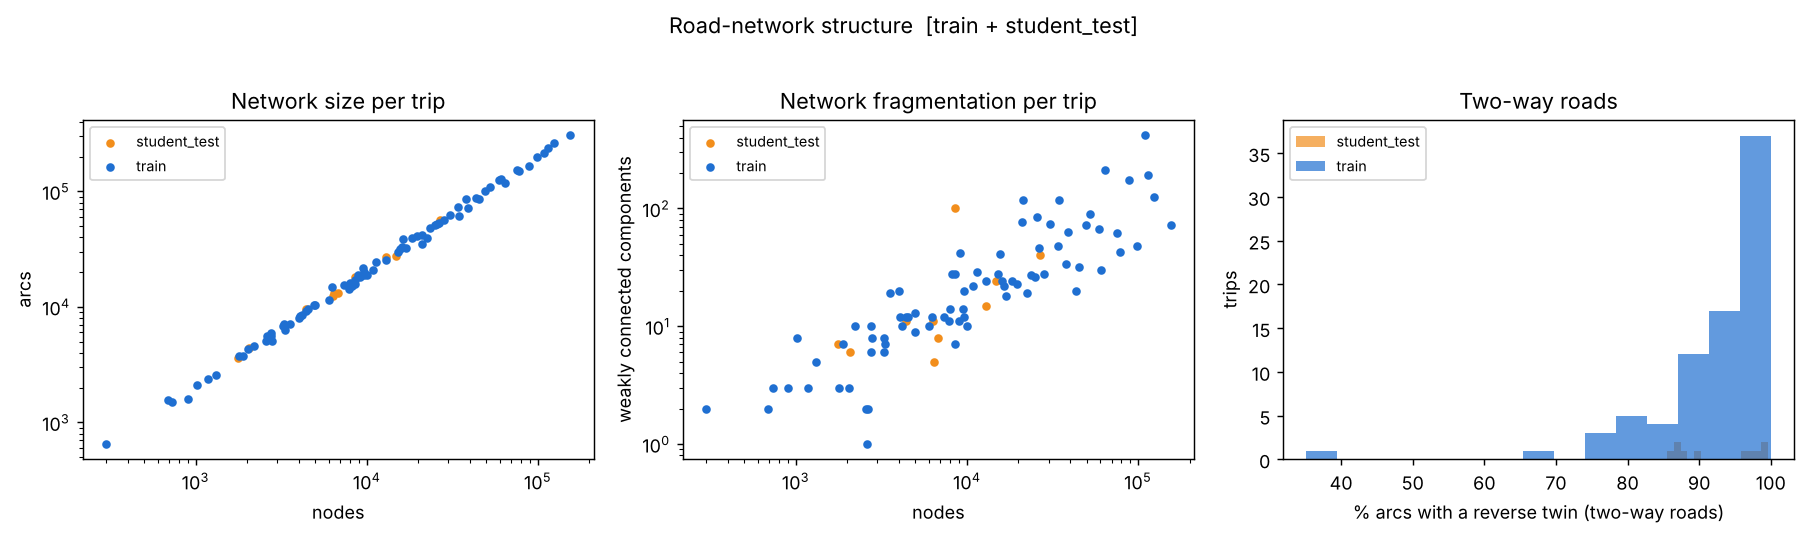 Road-network structure  [train + student_test]
Network size per trip
student_test
train
10^5
10^4
10^3
arcs
10^3
10^4
10^5
nodes
Network fragmentation per trip
student_test
train
10^2
10^1
10^0
weakly connected components
10^3
10^4
10^5
nodes
Two-way roads
student_test
train
35
30
25
20
15
10
5
0
trips
40
50
60
70
80
90
100
% arcs with a reverse twin (two-way roads)